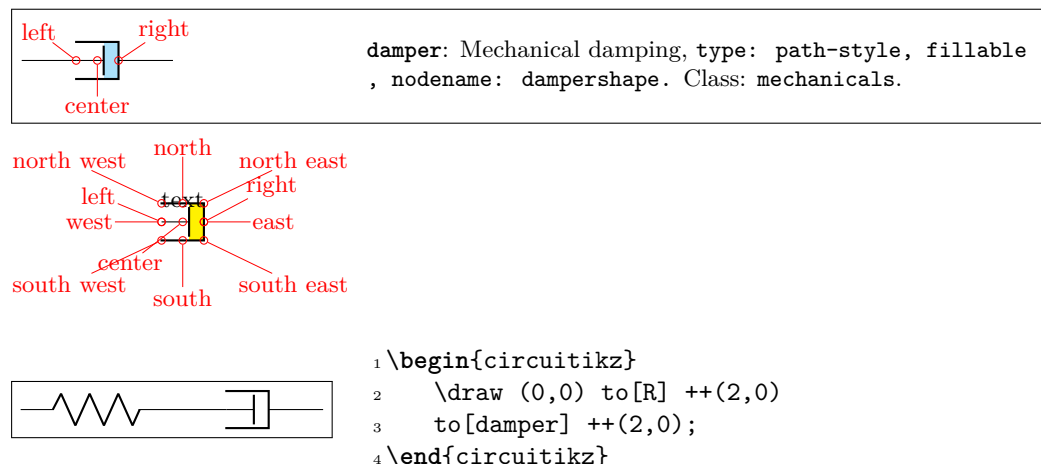 left
right
center
damper: Mechanical damping, type: path-style, fillable
, nodename: dampershape. Class: mechanicals.
north west
north
north east
left
text
right
west
east
center
south west
south
south east
1 \begin{circuitikz}
2 \draw (0,0) to[R] ++(2,0)
3 to[damper] ++(2,0);
4 \end{circuitikz}